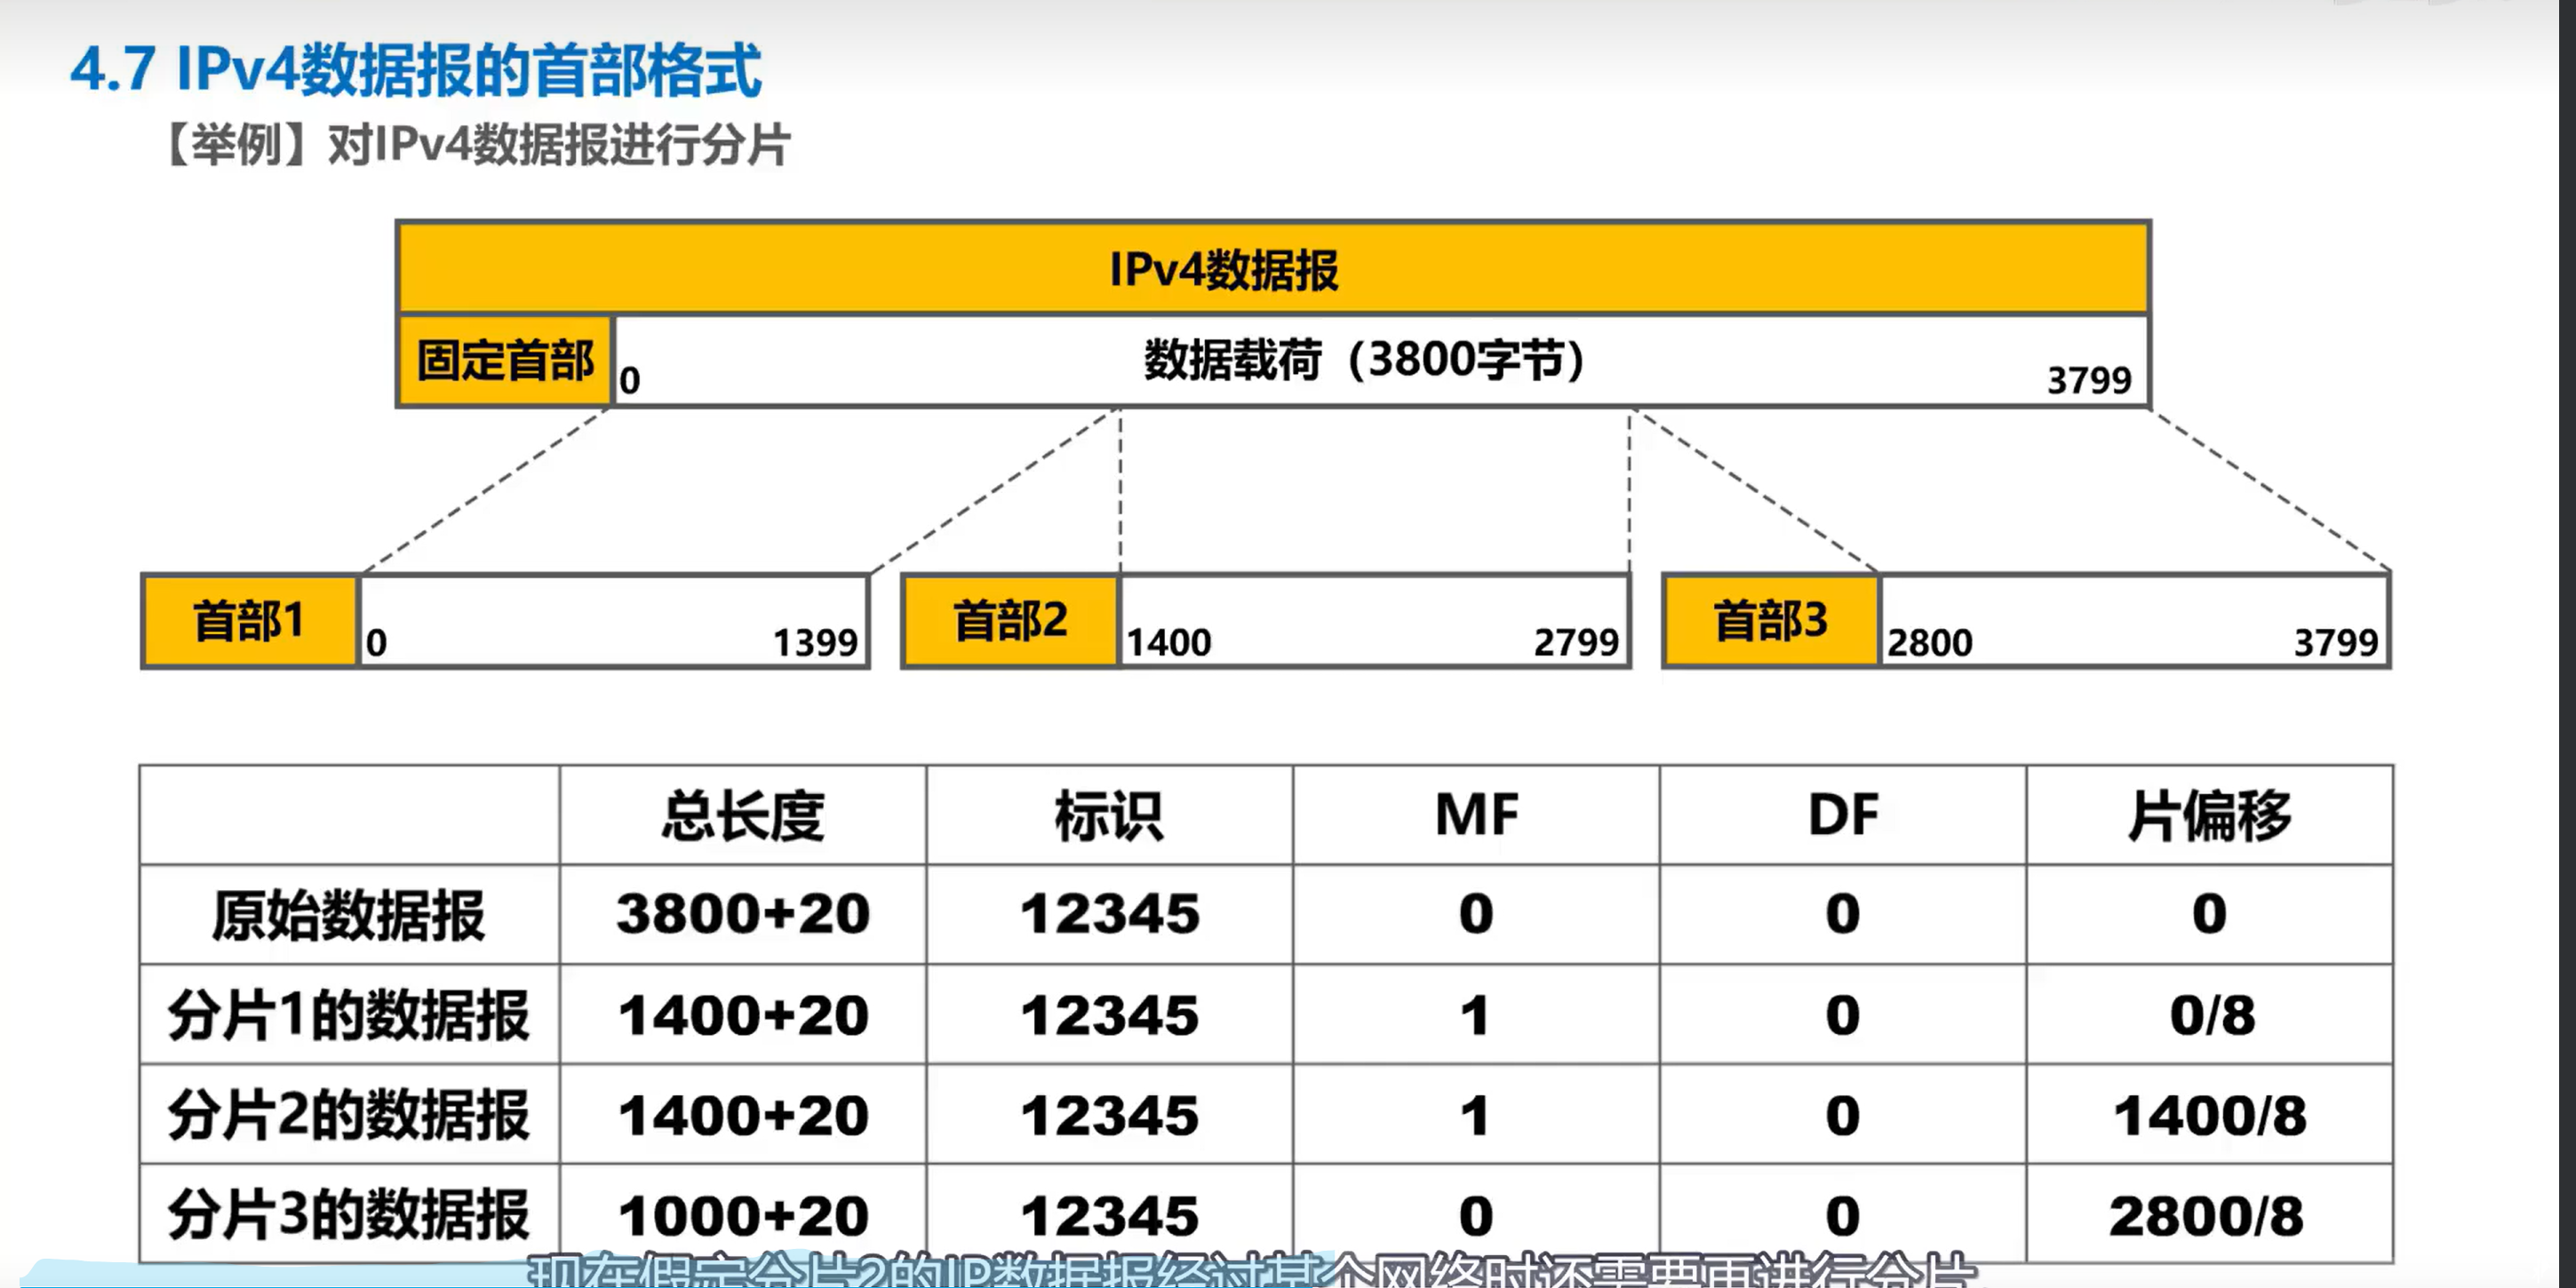 4.7 IPv4数据报的首部格式
【举例】对IPv4数据报进行分片
IPv4数据报
固定首部 0 数据载荷（3800字节） 3799
首部1 0 1399 首部2 1400 2799 首部3 2800 3799
总长度 标识 MF DF 片偏移
原始数据报 3800+20 12345 0 0 0
分片1的数据报 1400+20 12345 1 0 0/8
分片2的数据报 1400+20 12345 1 0 1400/8
分片3的数据报 1000+20 12345 0 0 2800/8
现在假定分片2的IP数据报经过某个网络时还需要再进行分片